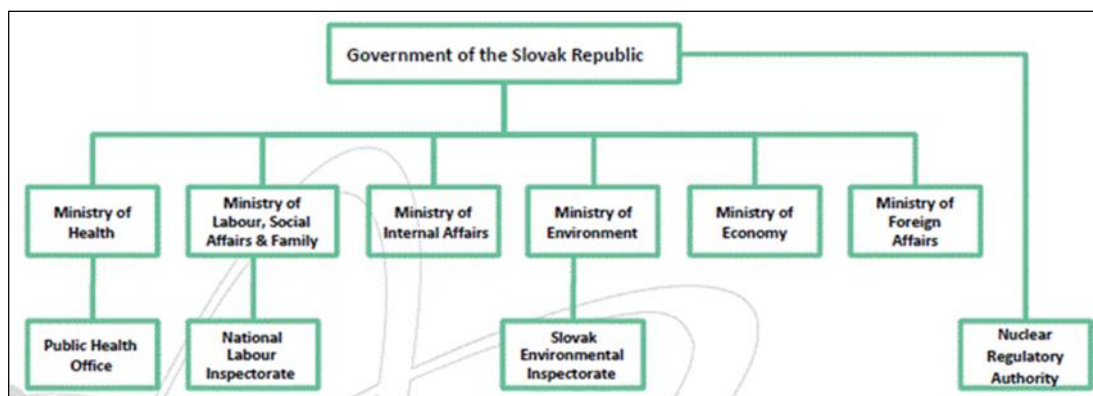 Government of the Slovak Republic
Ministry of
Health
Ministry of
Labour, Social
Affairs & Family
Ministry of
Internal Affairs
Ministry of
Environment
Ministry of
Economy
Ministry of
Foreign
Affairs
Public Health
Office
National
Labour
Inspectorate
Slovak
Environmental
Inspectorate
Nuclear
Regulatory
Authority